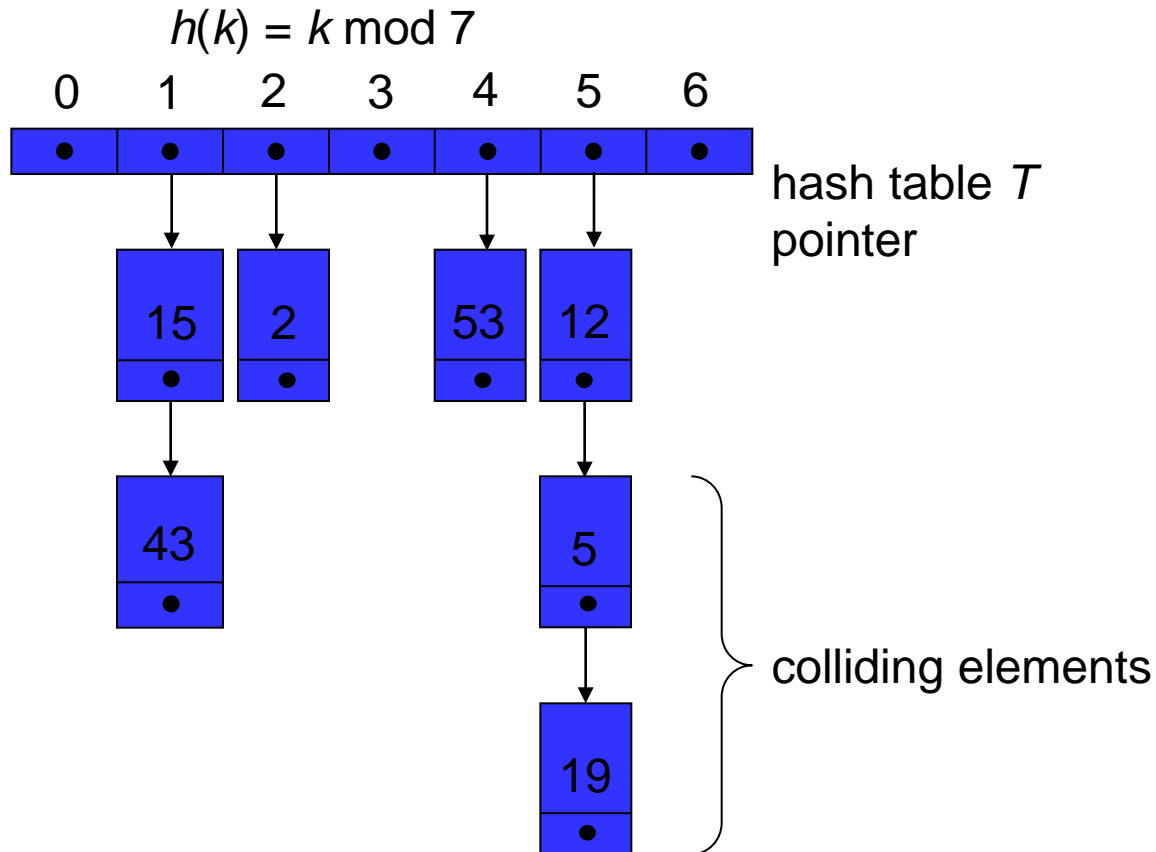 h(k) = k mod 7
0 1 2 3 4 5 6
hash table T
pointer
15 2 53 12
43 5
colliding elements
19